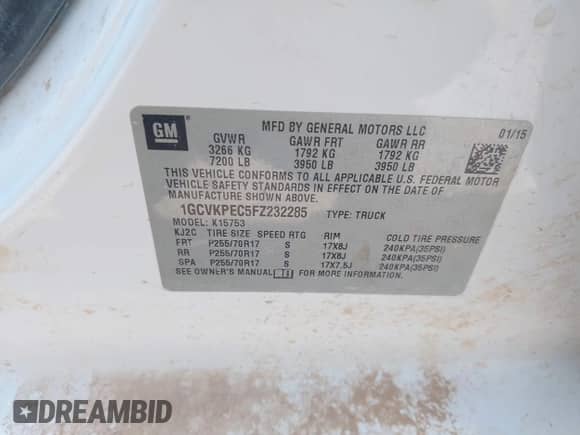 GM
MFD BY GENERAL MOTORS LLC 01/15
GVWR GAWR FRT GAWR RR
3266 KG 1792 KG 1792 KG
7200 LB 3950 LB 3950 LB
THIS VEHICLE CONFORMS TO ALL APPLICABLE U.S. FEDERAL MOTOR
VEHICLE SAFETY STANDARDS IN EFFECT ON THE DATE OF
MANUFACTURE SHOWN ABOVE.
1GCVKPEC5FZ232285 TYPE: TRUCK
MODEL: K15753
KJ2C TIRE SIZE SPEED RTG RIM COLD TIRE PRESSURE
FRT P255/70R17 S 17X8J 240KPA(35PSI)
RR P255/70R17 S 17X8J 240KPA(35PSI)
SPA P255/70R17 S 17X7.5J 240KPA(35PSI)
SEE OWNER'S MANUAL FOR MORE INFORMATION.
DREAMBID